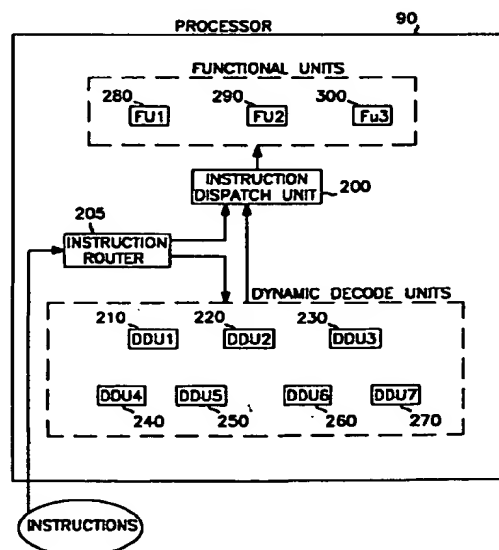 PROCESSOR
90
FUNCTIONAL UNITS
280
290
300
FU1
FU2
Fu3
INSTRUCTION
DISPATCH UNIT
200
205
INSTRUCTION
ROUTER
DYNAMIC DECODE UNITS
210
220
230
DDU1
DDU2
DDU3
DDU4
DDU5
DDU6
DDU7
240
250
260
270
INSTRUCTIONS